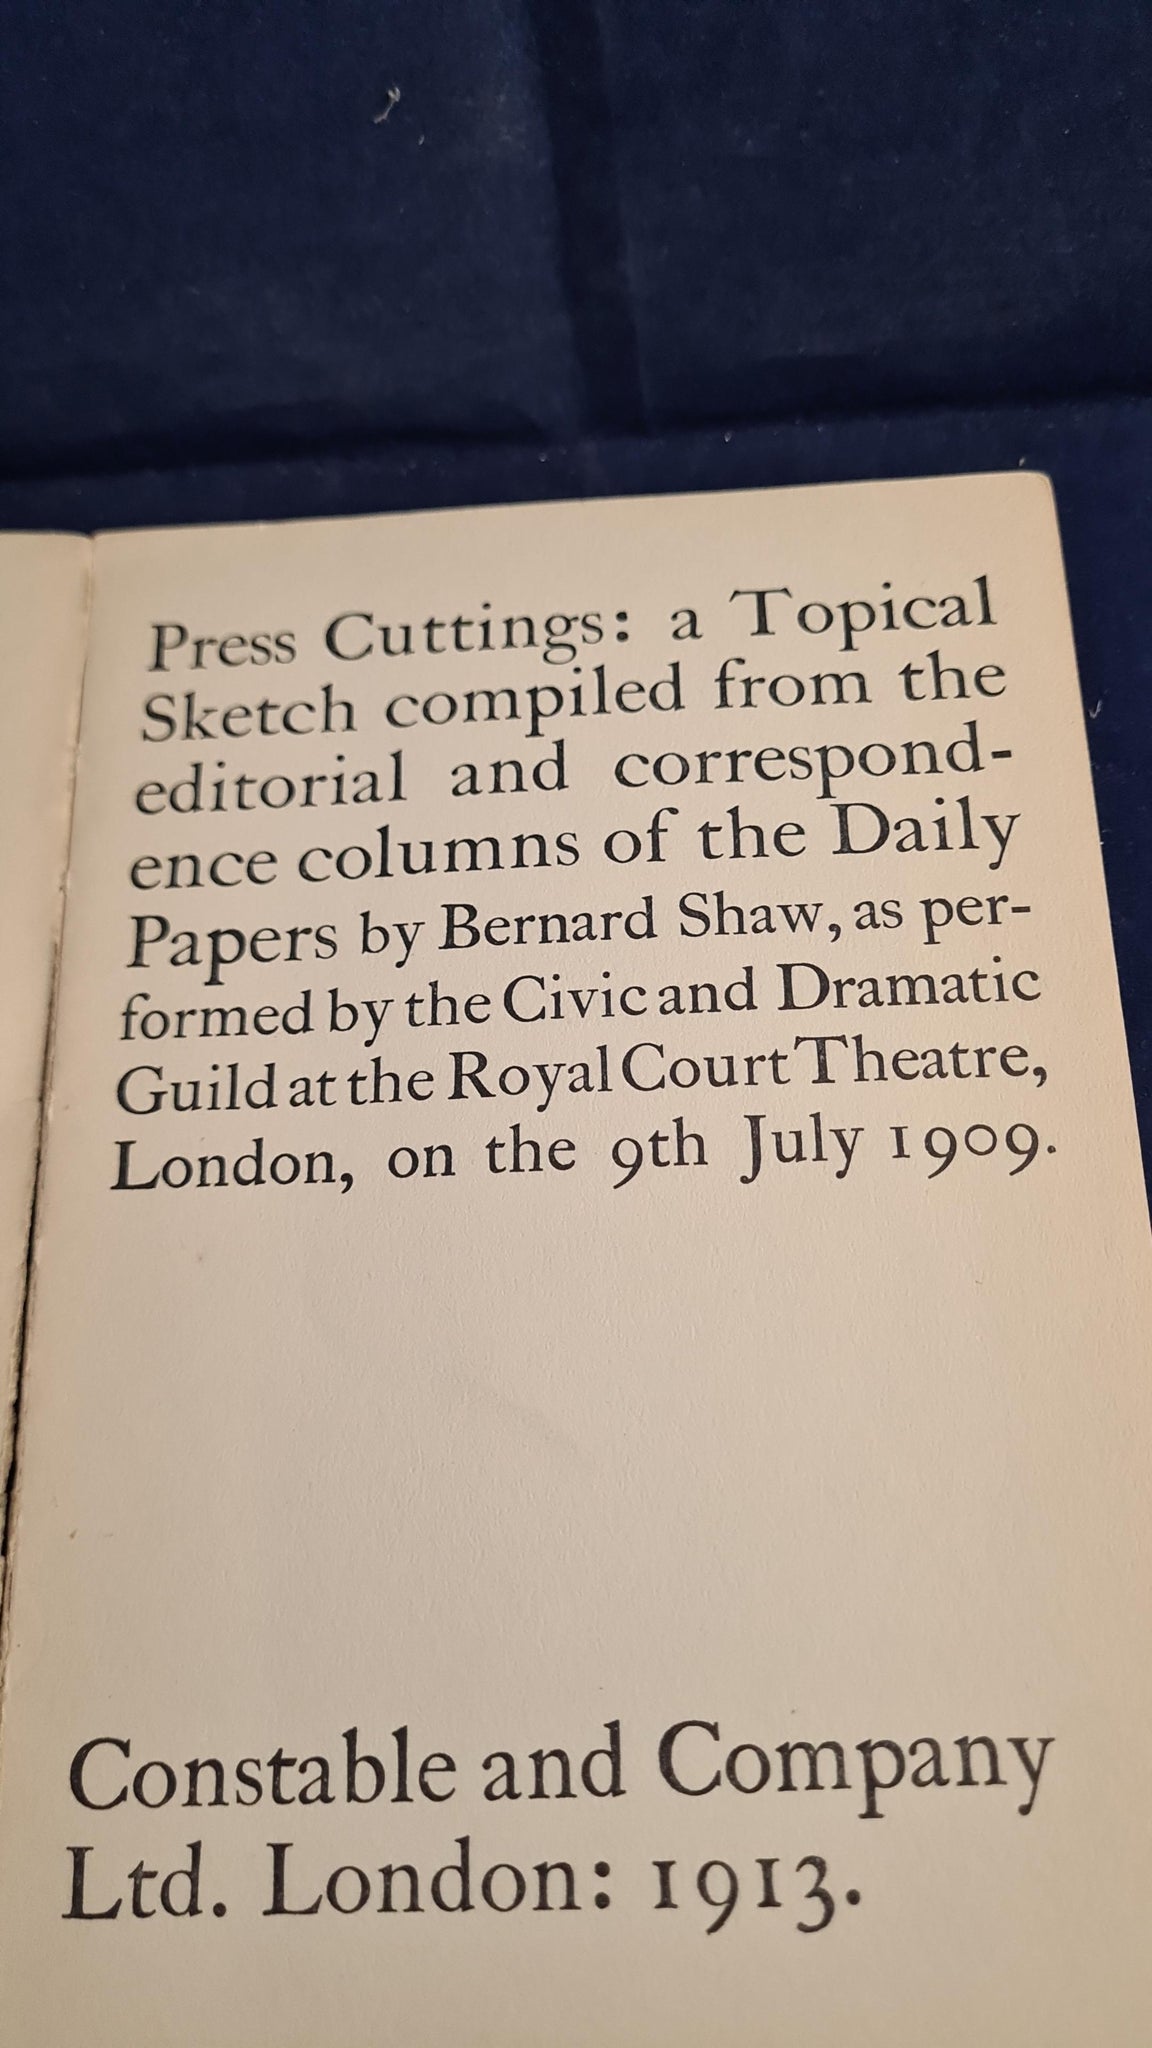 Press Cuttings: a Topical
Sketch compiled from the
editorial and correspond-
ence columns of the Daily
Papers by Bernard Shaw, as per-
formed by the Civic and Dramatic
Guild at the Royal Court Theatre,
London, on the 9th July 1909.
Constable and Company
Ltd. London: 1913.